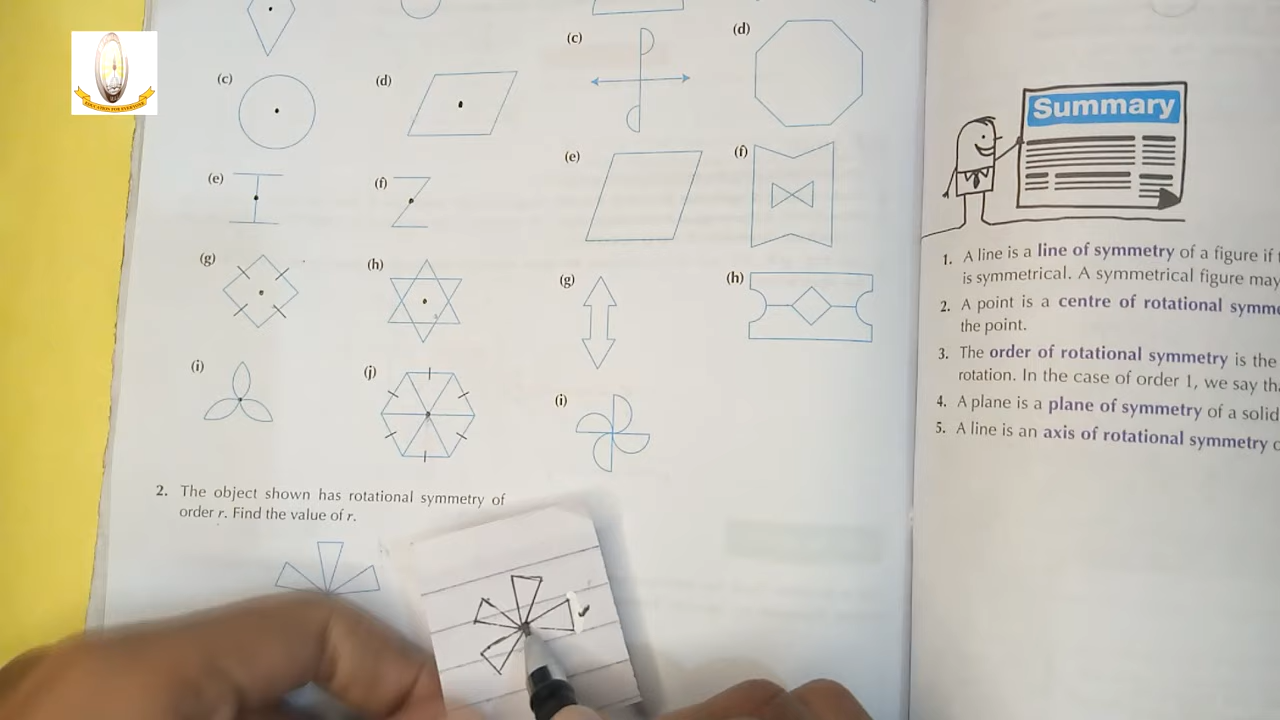 EDUCATION FOR EVERYONE
(c)
(d)
(e)
(f)
(g)
(h)
(i)
(j)
2. The object shown has rotational symmetry of
order r. Find the value of r.
(c)
(d)
(e)
(f)
(g)
(h)
(i)
Summary
1. A line is a line of symmetry of a figure if
is symmetrical. A symmetrical figure may
2. A point is a centre of rotational
the point.
3. The order of rotational symmetry is the
rotation. In the case of order 1, we say
4. A plane is a plane of symmetry of a solid
5. A line is an axis of rotational symmetry